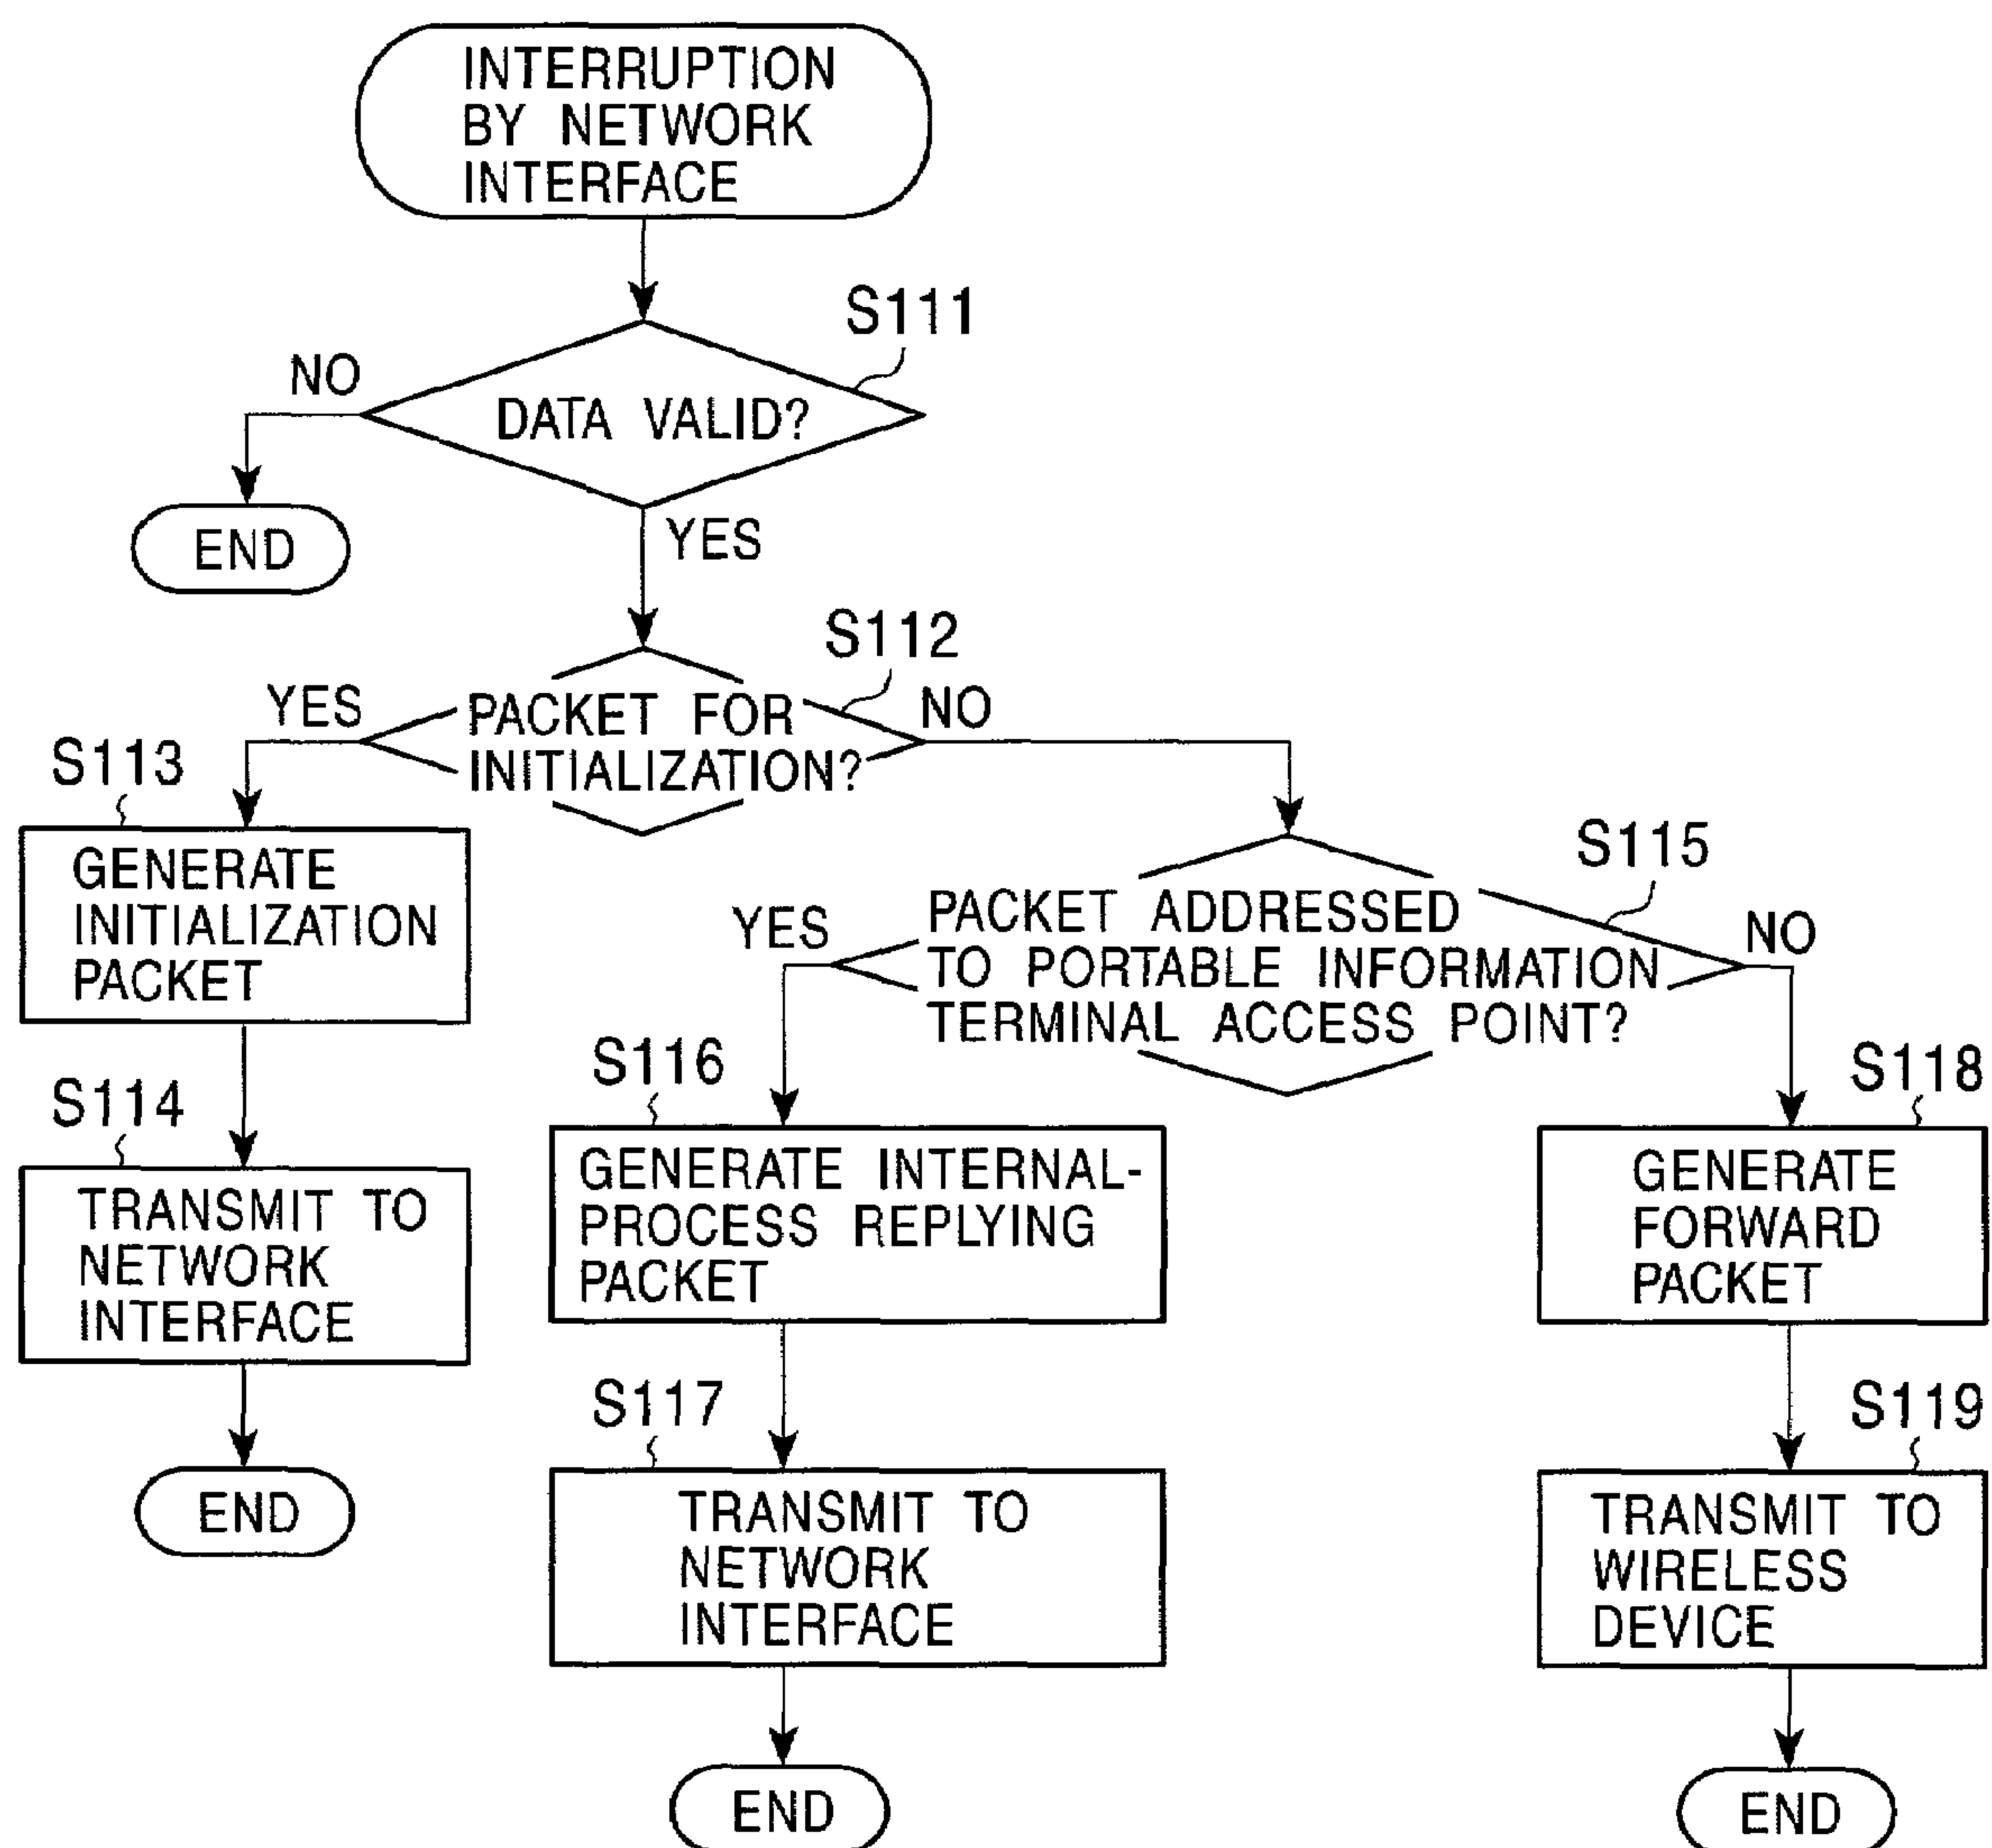 INTERRUPTION
BY NETWORK
INTERFACE
S111
NO
DATA VALID?
END
YES
S112
YES
PACKET FOR
INITIALIZATION?
NO
S113
GENERATE
INITIALIZATION
PACKET
S115
YES
PACKET ADDRESSED
TO PORTABLE INFORMATION
TERMINAL ACCESS POINT?
NO
S114
TRANSMIT TO
NETWORK
INTERFACE
END
S116
GENERATE INTERNAL-
PROCESS REPLYING
PACKET
S118
GENERATE
FORWARD
PACKET
S117
TRANSMIT TO
NETWORK
INTERFACE
END
S119
TRANSMIT TO
WIRELESS
DEVICE
END